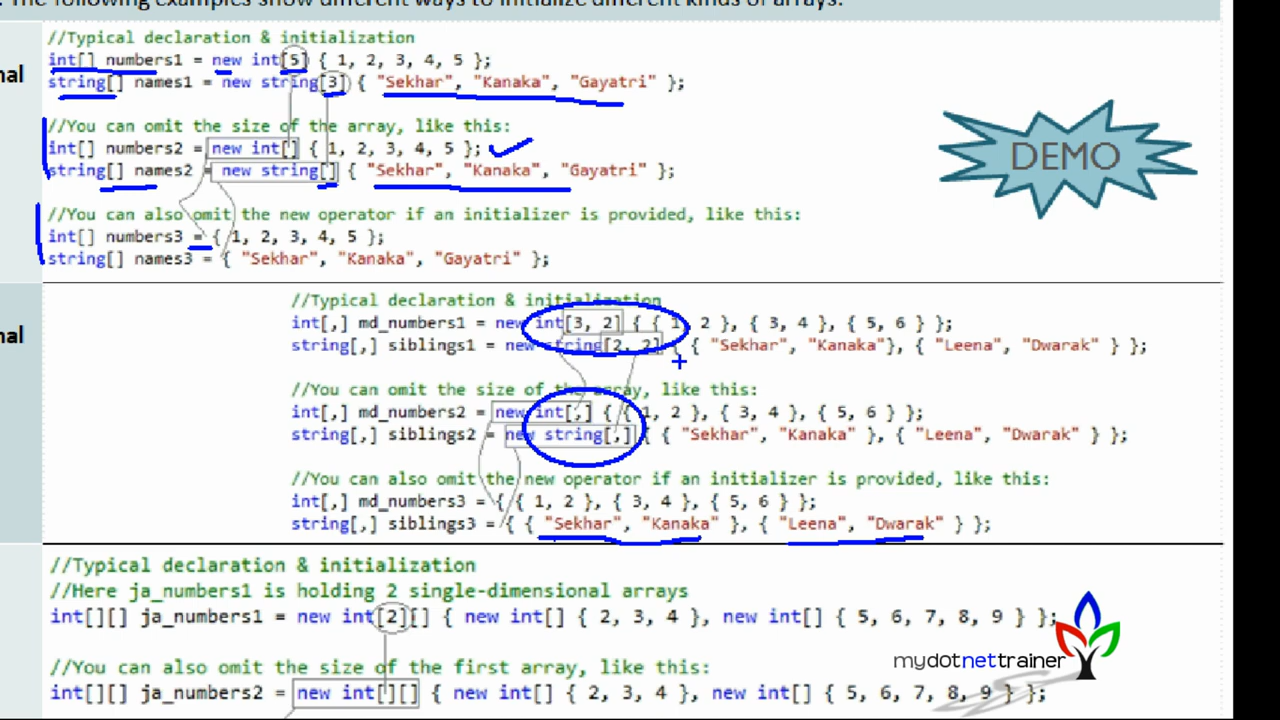 . The following examples show different ways to initialize different kinds of arrays.
nal
//Typical declaration & initialization
int[] numbers1 = new int[5] { 1, 2, 3, 4, 5 };
string[] names1 = new string[3] { "Sekhar", "Kanaka", "Gayatri" };
//You can omit the size of the array, like this:
int[] numbers2 = new int[] { 1, 2, 3, 4, 5 };
string[] names2 = new string[] { "Sekhar", "Kanaka", "Gayatri" };
//You can also omit the new operator if an initializer is provided, like this:
int[] numbers3 = { 1, 2, 3, 4, 5 };
string[] names3 = { "Sekhar", "Kanaka", "Gayatri" };
DEMO
nal
//Typical declaration & initialization
int[,] md_numbers1 = new int[3, 2] { { 1, 2 }, { 3, 4 }, { 5, 6 } };
string[,] siblings1 = new string[2, 2] { { "Sekhar", "Kanaka"}, { "Leena", "Dwarak" } };
//You can omit the size of the array, like this:
int[,] md_numbers2 = new int[,] { { 1, 2 }, { 3, 4 }, { 5, 6 } };
string[,] siblings2 = new string[,] { { "Sekhar", "Kanaka" }, { "Leena", "Dwarak" } };
//You can also omit the new operator if an initializer is provided, like this:
int[,] md_numbers3 = { { 1, 2 }, { 3, 4 }, { 5, 6 } };
string[,] siblings3 = { { "Sekhar", "Kanaka" }, { "Leena", "Dwarak" } };
//Typical declaration & initialization
//Here ja_numbers1 is holding 2 single-dimensional arrays
int[][] ja_numbers1 = new int[2][] { new int[] { 2, 3, 4 }, new int[] { 5, 6, 7, 8, 9 } };
//You can also omit the size of the first array, like this:
int[][] ja_numbers2 = new int[][] { new int[] { 2, 3, 4 }, new int[] { 5, 6, 7, 8, 9 } };
mydotnettrainer